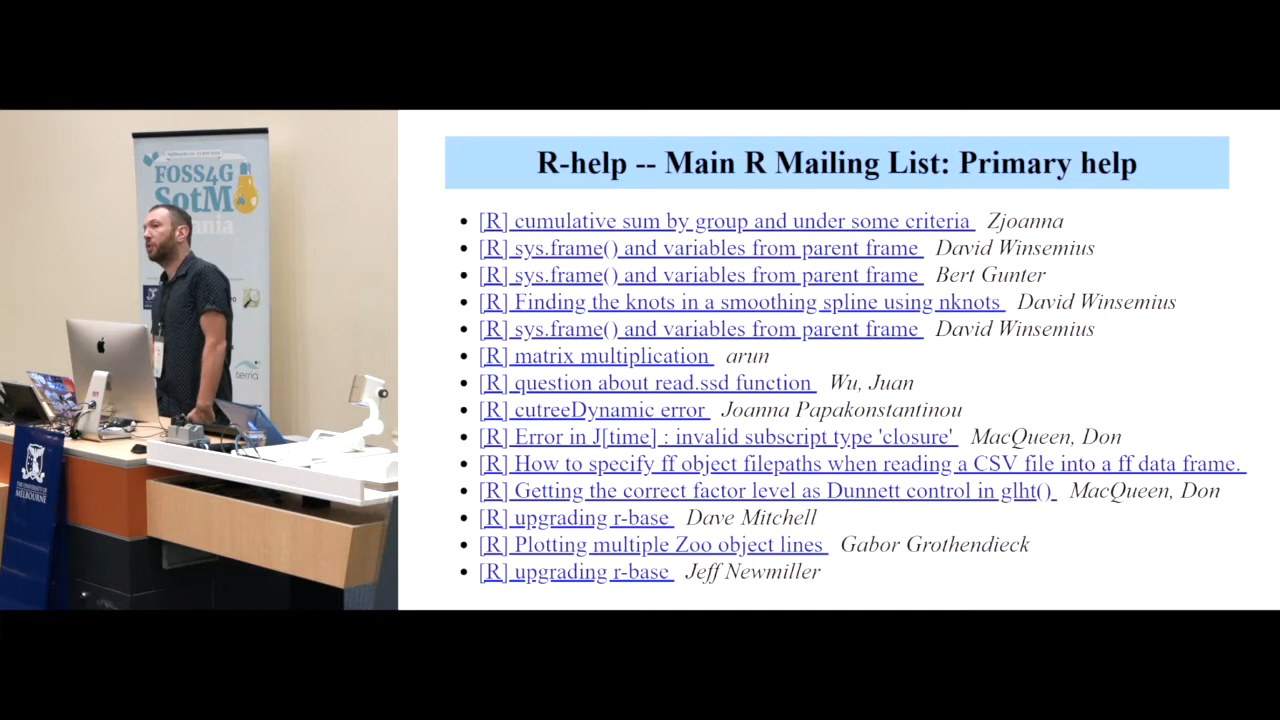 FOSS4G
SotM
ania
THE UNIVERSITY OF
MELBOURNE
R-help -- Main R Mailing List: Primary help
• [R] cumulative sum by group and under some criteria Zjoanna
• [R] sys.frame() and variables from parent frame David Winsemius
• [R] sys.frame() and variables from parent frame Bert Gunter
• [R] Finding the knots in a smoothing spline using nknots David Winsemius
• [R] sys.frame() and variables from parent frame David Winsemius
• [R] matrix multiplication arun
• [R] question about read.ssd function Wu, Juan
• [R] cutreeDynamic error Joanna Papakonstantinou
• [R] Error in J[time] : invalid subscript type 'closure' MacQueen, Don
• [R] How to specify ff object filepaths when reading a CSV file into a ff data frame.
• [R] Getting the correct factor level as Dunnett control in glht() MacQueen, Don
• [R] upgrading r-base Dave Mitchell
• [R] Plotting multiple Zoo object lines Gabor Grothendieck
• [R] upgrading r-base Jeff Newmiller